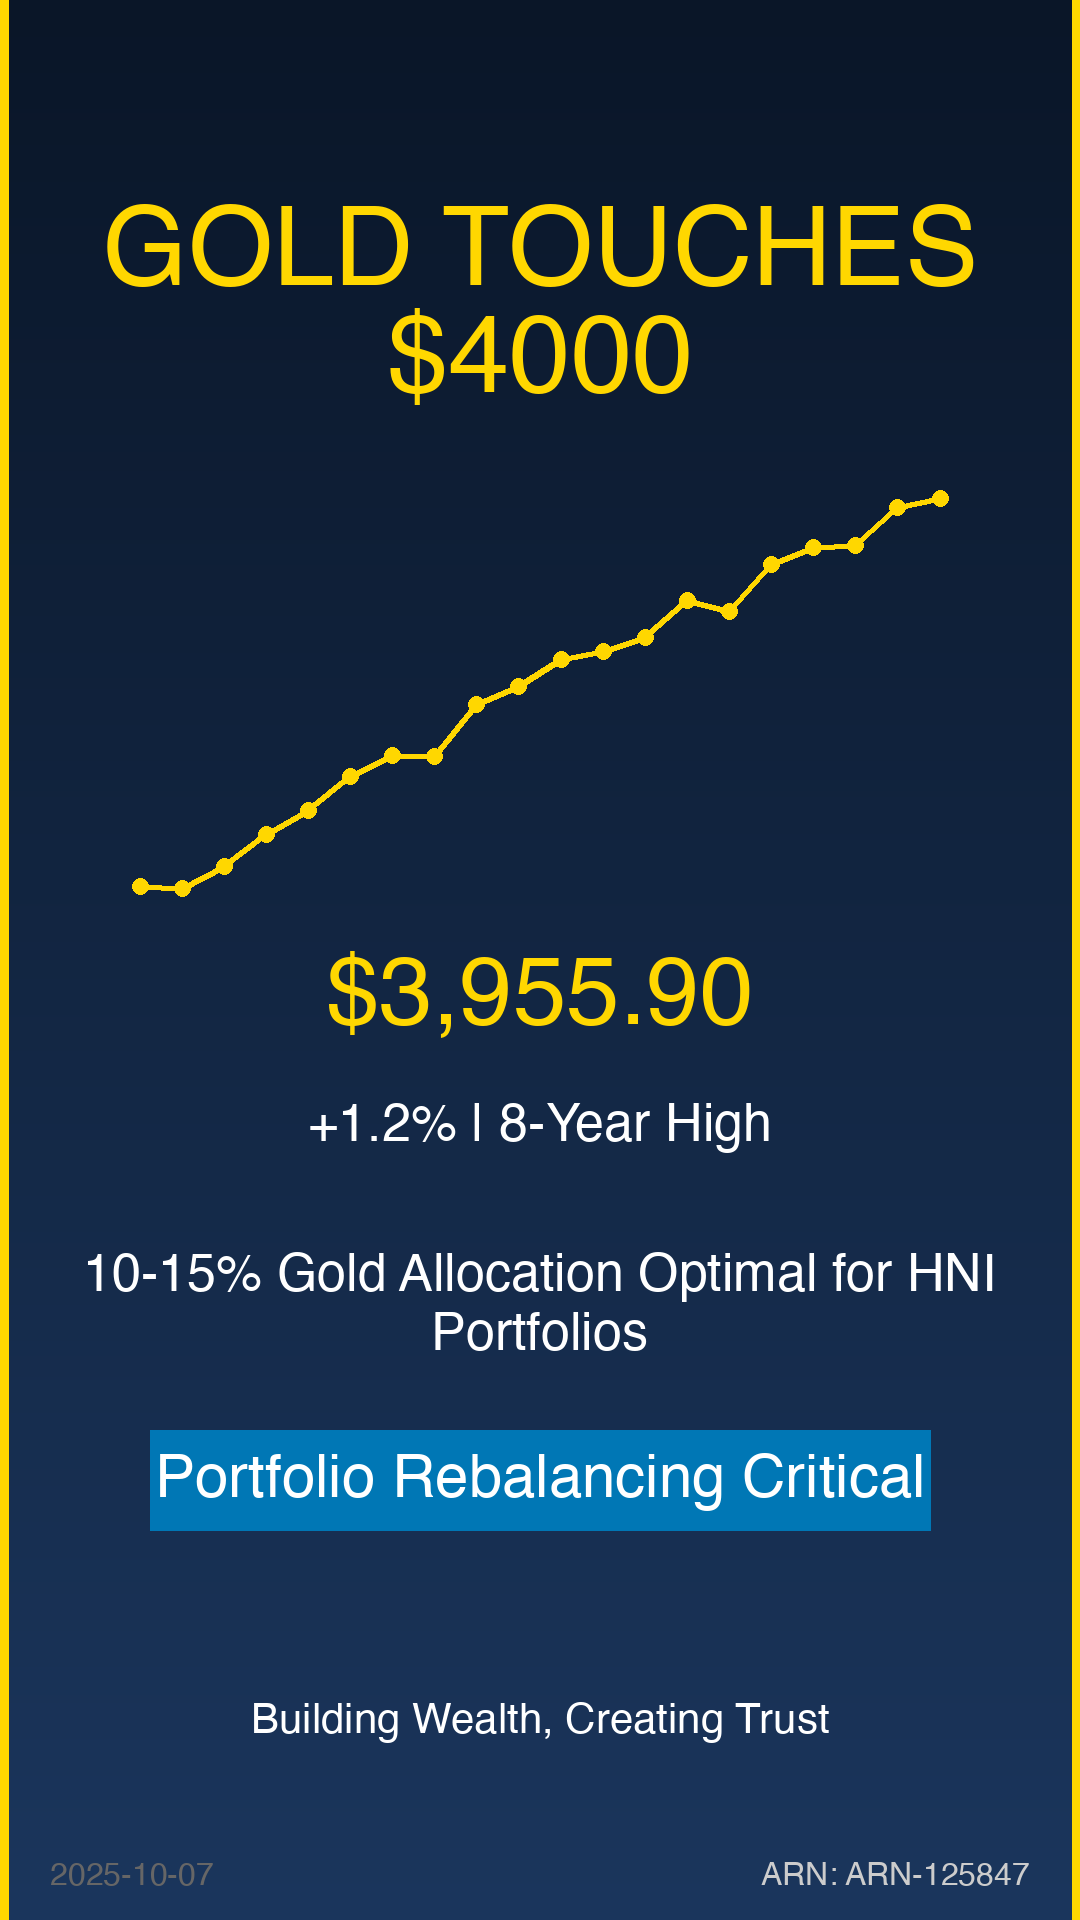 GOLD TOUCHES
$4000
$3,955.90
+1.2% | 8-Year High
10-15% Gold Allocation Optimal for HNI
Portfolios
Portfolio Rebalancing Critical
Building Wealth, Creating Trust
2025-10-07
ARN: ARN-125847